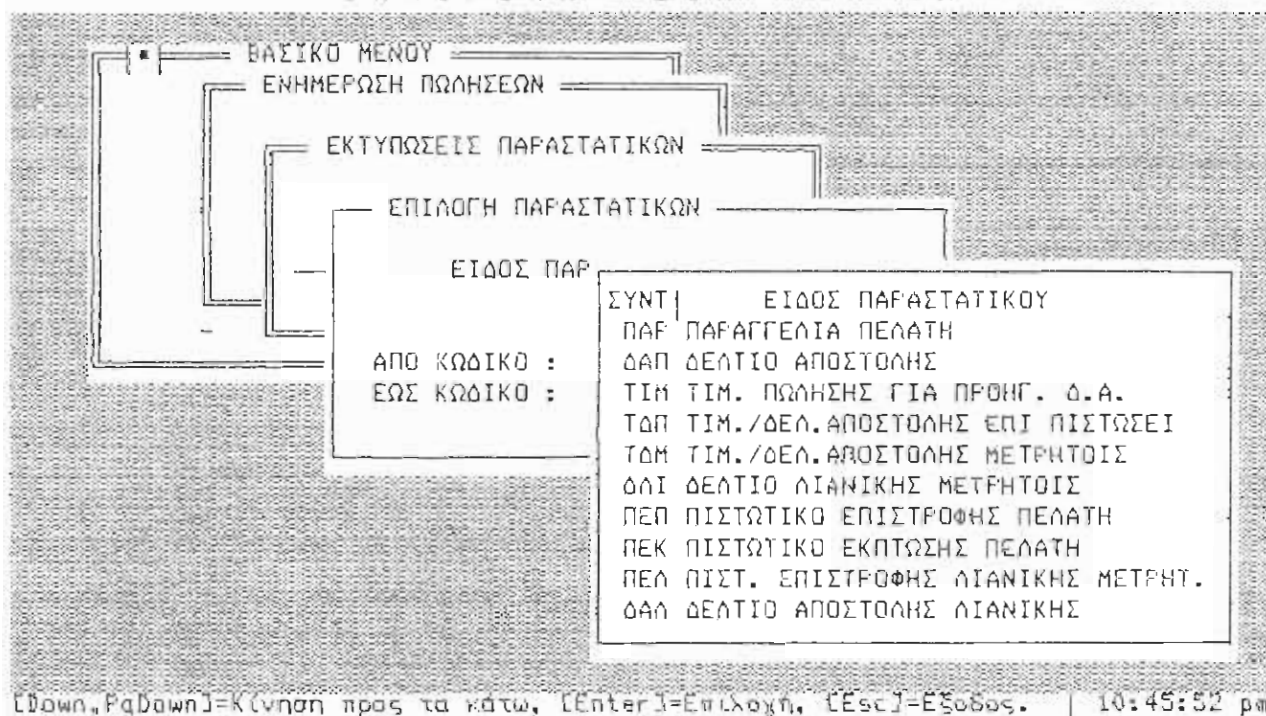 ΒΑΣΙΚΟ ΜΕΝΟΥ
ΕΝΗΜΕΡΩΣΗ ΠΩΛΗΣΕΩΝ
ΕΚΤΥΠΩΣΕΙΣ ΠΑΡΑΣΤΑΤΙΚΩΝ
ΕΠΙΛΟΓΗ ΠΑΡΑΣΤΑΤΙΚΩΝ
ΕΙΔΟΣ ΠΑΡ
ΑΠΟ ΚΩΔΙΚΟ :
ΕΩΣ ΚΩΔΙΚΟ :
ΣΥΝΤ| ΕΙΔΟΣ ΠΑΡΑΣΤΑΤΙΚΟΥ
ΠΑΡ ΠΑΡΑΓΓΕΛΙΑ ΠΕΛΑΤΗ
ΔΑΠ ΔΕΛΤΙΟ ΑΠΟΣΤΟΛΗΣ
ΤΙΜ ΤΙΜ. ΠΩΛΗΣΗΣ ΓΙΑ ΠΡΟΗΓ. Δ.Α.
ΤΔΠ ΤΙΜ./ΔΕΛ.ΑΠΟΣΤΟΛΗΣ ΕΠΙ ΠΙΣΤΩΣΕΙ
ΤΔΜ ΤΙΜ./ΔΕΛ.ΑΠΟΣΤΟΛΗΣ ΜΕΤΡΗΤΟΙΣ
ΔΛΙ ΔΕΛΤΙΟ ΛΙΑΝΙΚΗΣ ΜΕΤΡΗΤΟΙΣ
ΠΕΠ ΠΙΣΤΩΤΙΚΟ ΕΠΙΣΤΡΟΦΗΣ ΠΕΛΑΤΗ
ΠΕΚ ΠΙΣΤΩΤΙΚΟ ΕΚΠΤΩΣΗΣ ΠΕΛΑΤΗ
ΠΕΛ ΠΙΣΤ. ΕΠΙΣΤΡΟΦΗΣ ΛΙΑΝΙΚΗΣ ΜΕΤΡΗΤ.
ΔΑΛ ΔΕΛΤΙΟ ΑΠΟΣΤΟΛΗΣ ΛΙΑΝΙΚΗΣ
[Down,PgDown]=Κίνηση προς τα κάτω, [Enter]=Επιλογή, [Esc]=Εξοδος. | 10:45:52 pm